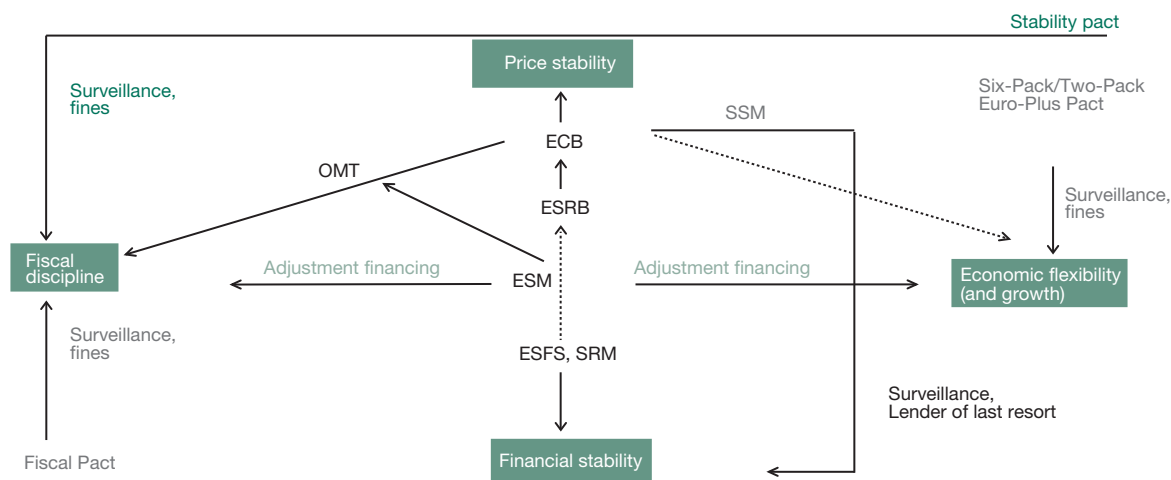 Stability pact
Price stability
Surveillance,
fines
Six-Pack/Two-Pack
Euro-Plus Pact
SSM
ECB
OMT
ESRB
Surveillance,
fines
Fiscal
discipline
Adjustment financing
ESM
Adjustment financing
Economic flexibility
(and growth)
Surveillance,
fines
ESFS, SRM
Surveillance,
Lender of last resort
Fiscal Pact
Financial stability